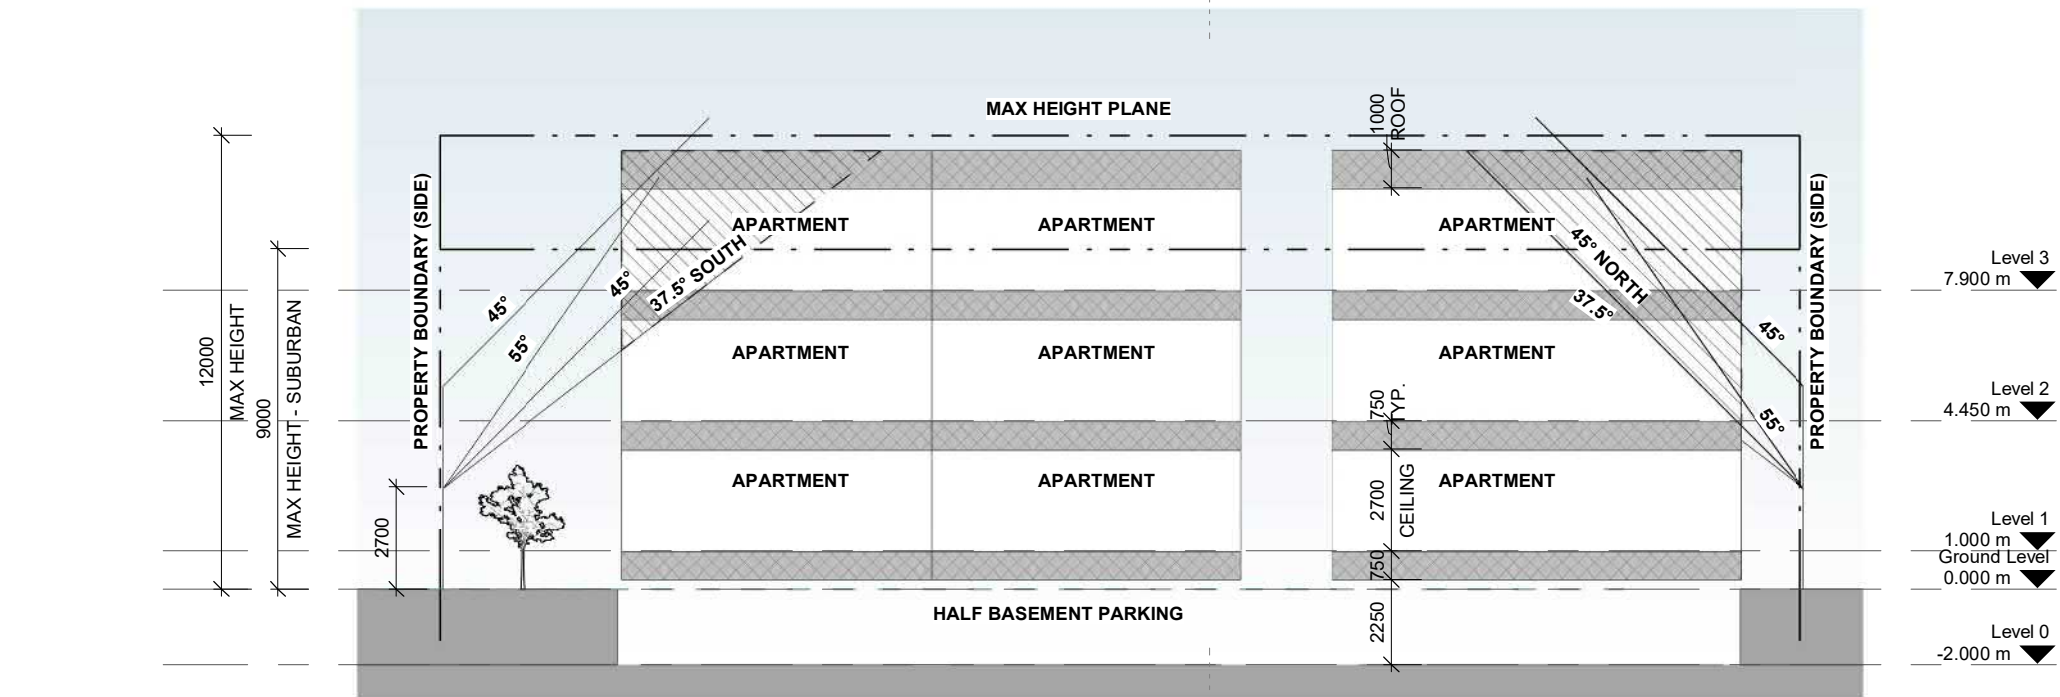 MAX HEIGHT PLANE
1000
ROOF
PROPERTY BOUNDARY (SIDE)
PROPERTY BOUNDARY (SIDE)
APARTMENT
APARTMENT
APARTMENT
45°
45°
37.5° SOUTH
55°
45° NORTH
37.5°
45°
55°
Level 3
7.900 m
12000
MAX HEIGHT
9000
MAX HEIGHT - SUBURBAN
APARTMENT
APARTMENT
APARTMENT
750
TYP.
Level 2
4.450 m
APARTMENT
APARTMENT
APARTMENT
2700
CEILING
2700
Level 1
1.000 m
750
Ground Level
0.000 m
HALF BASEMENT PARKING
2250
Level 0
-2.000 m